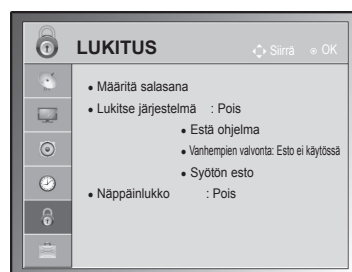 LUKITUS
Siirrä
OK
• Määritä salasana
• Lukitse järjestelmä : Pois
• Estä ohjelma
• Vanhempien valvonta: Esto ei käytössä
• Syötön esto
• Näppäinlukko : Pois